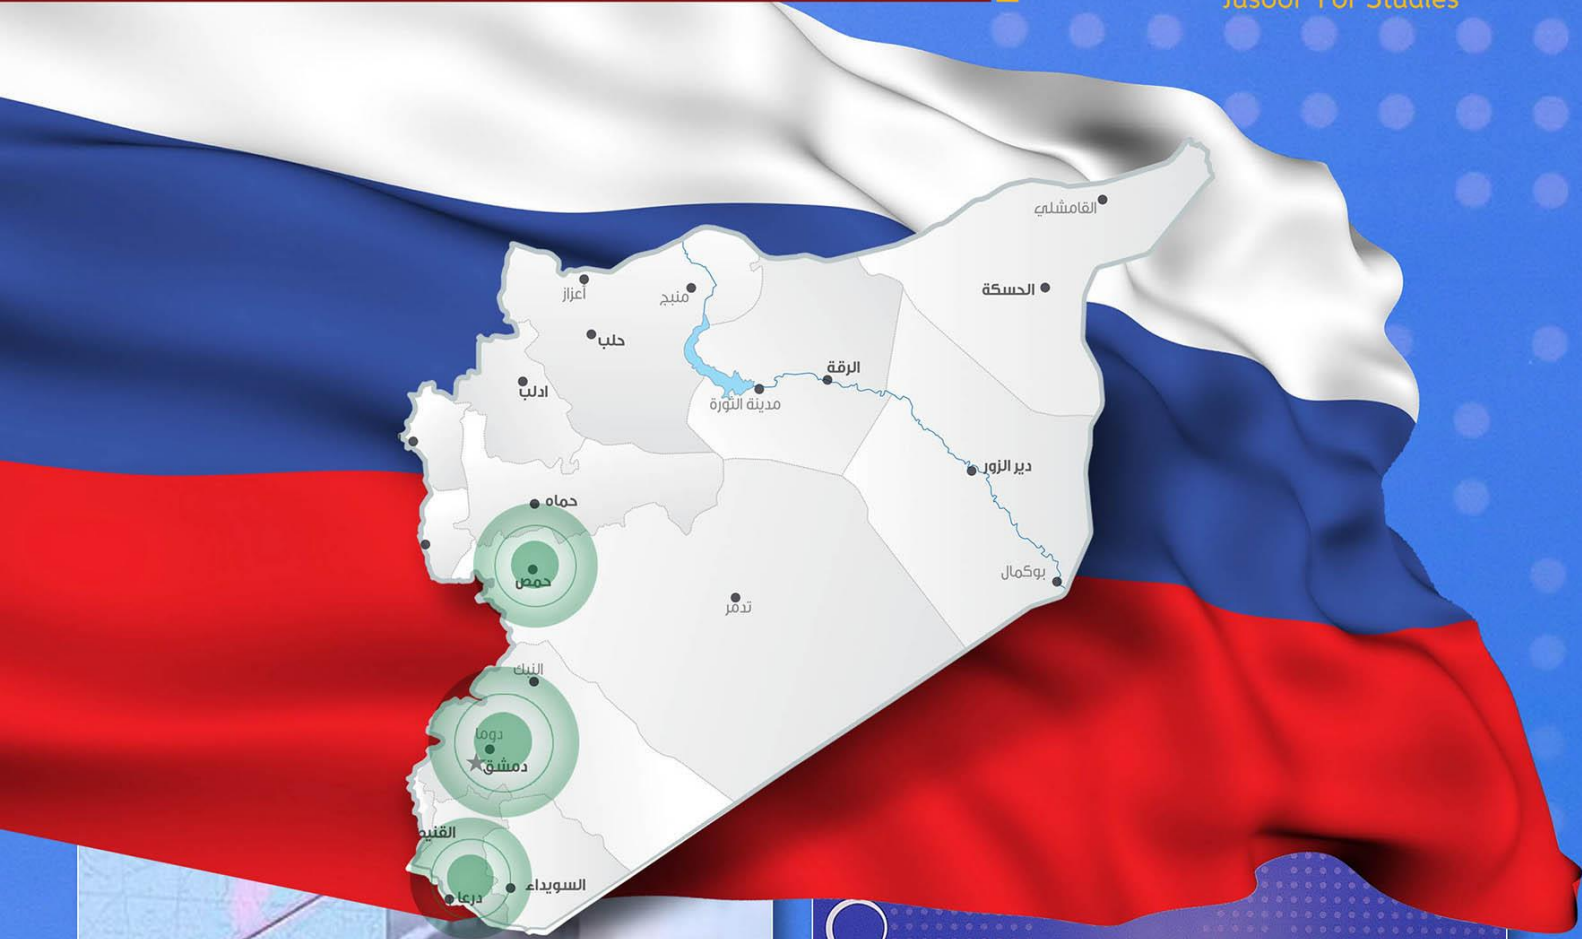 Jusoor For Studies
القامشلي
الحسكة
أعزاز
منبج
حلب
الرقة
ادلب
مدينة الثورة
دير الزور
حماه
بوكمال
حمص
تدمر
النبك
دوما
دمشق
القنيط
السويداء
درعا